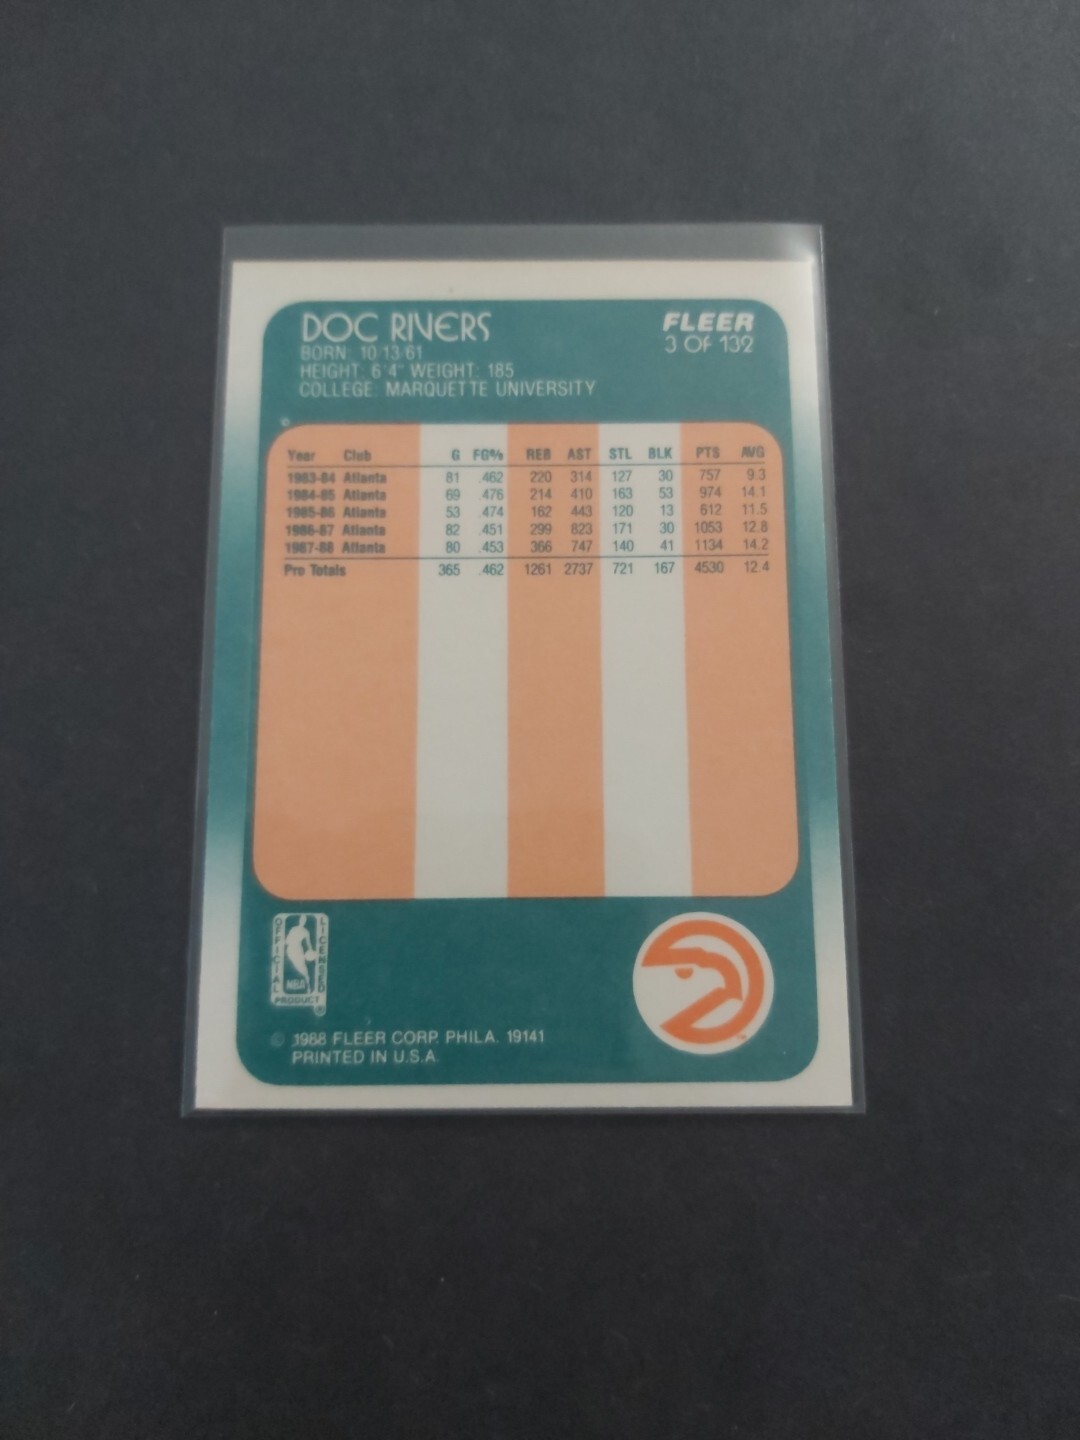 DOC RIVERS
FLEER
3 OF 132
BORN: 10/13/61
HEIGHT: 6'4" WEIGHT: 185
COLLEGE: MARQUETTE UNIVERSITY
Year Club G FG% REB AST STL BLK PTS AVG
1983-84 Atlanta 81 .462 220 314 127 30 757 9.3
1984-85 Atlanta 69 .476 214 410 163 53 974 14.1
1985-86 Atlanta 53 .474 162 443 120 13 612 11.5
1986-87 Atlanta 82 .451 299 823 171 30 1053 12.8
1987-88 Atlanta 80 .453 366 747 140 41 1134 14.2
Pro Totals 365 .462 1261 2737 721 167 4530 12.4
OFFICIAL LICENSED
NBA
PRODUCT
© 1988 FLEER CORP. PHILA. 19141
PRINTED IN U.S.A.